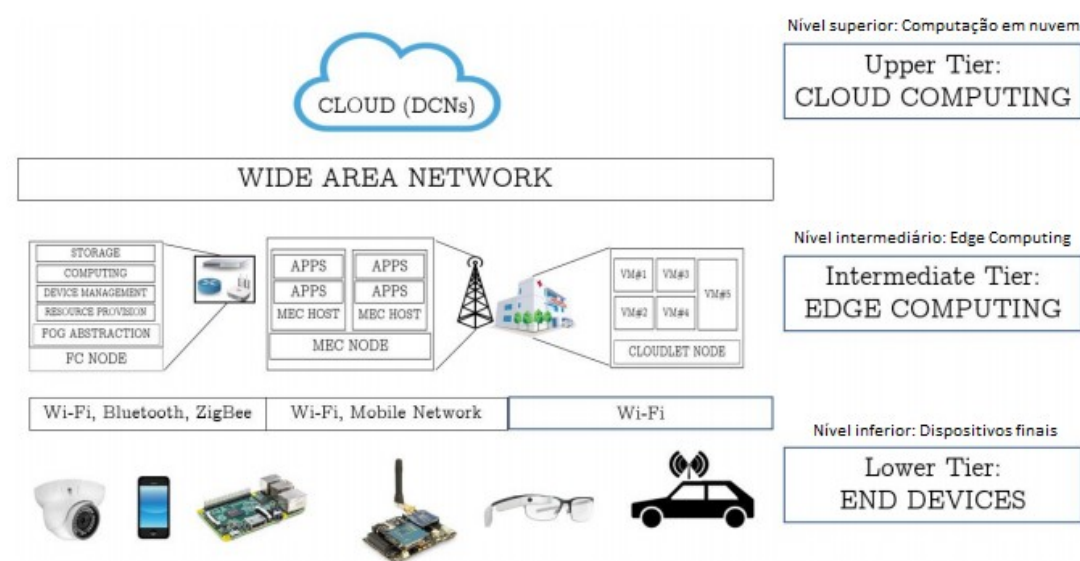 Nível superior: Computação em nuvem
Upper Tier:
CLOUD COMPUTING
CLOUD (DCNs)
WIDE AREA NETWORK
Nível intermediário: Edge Computing
Intermediate Tier:
EDGE COMPUTING
STORAGE
COMPUTING
DEVICE MANAGEMENT
RESOURCE PROVISION
FOG ABSTRACTION
FC NODE
APPS
APPS
APPS
APPS
MEC HOST
MEC HOST
MEC NODE
VM#1
VM#3
VM#5
VM#2
VM#4
CLOUDLET NODE
Wi-Fi, Bluetooth, ZigBee
Wi-Fi, Mobile Network
Wi-Fi
Nível inferior: Dispositivos finais
Lower Tier:
END DEVICES